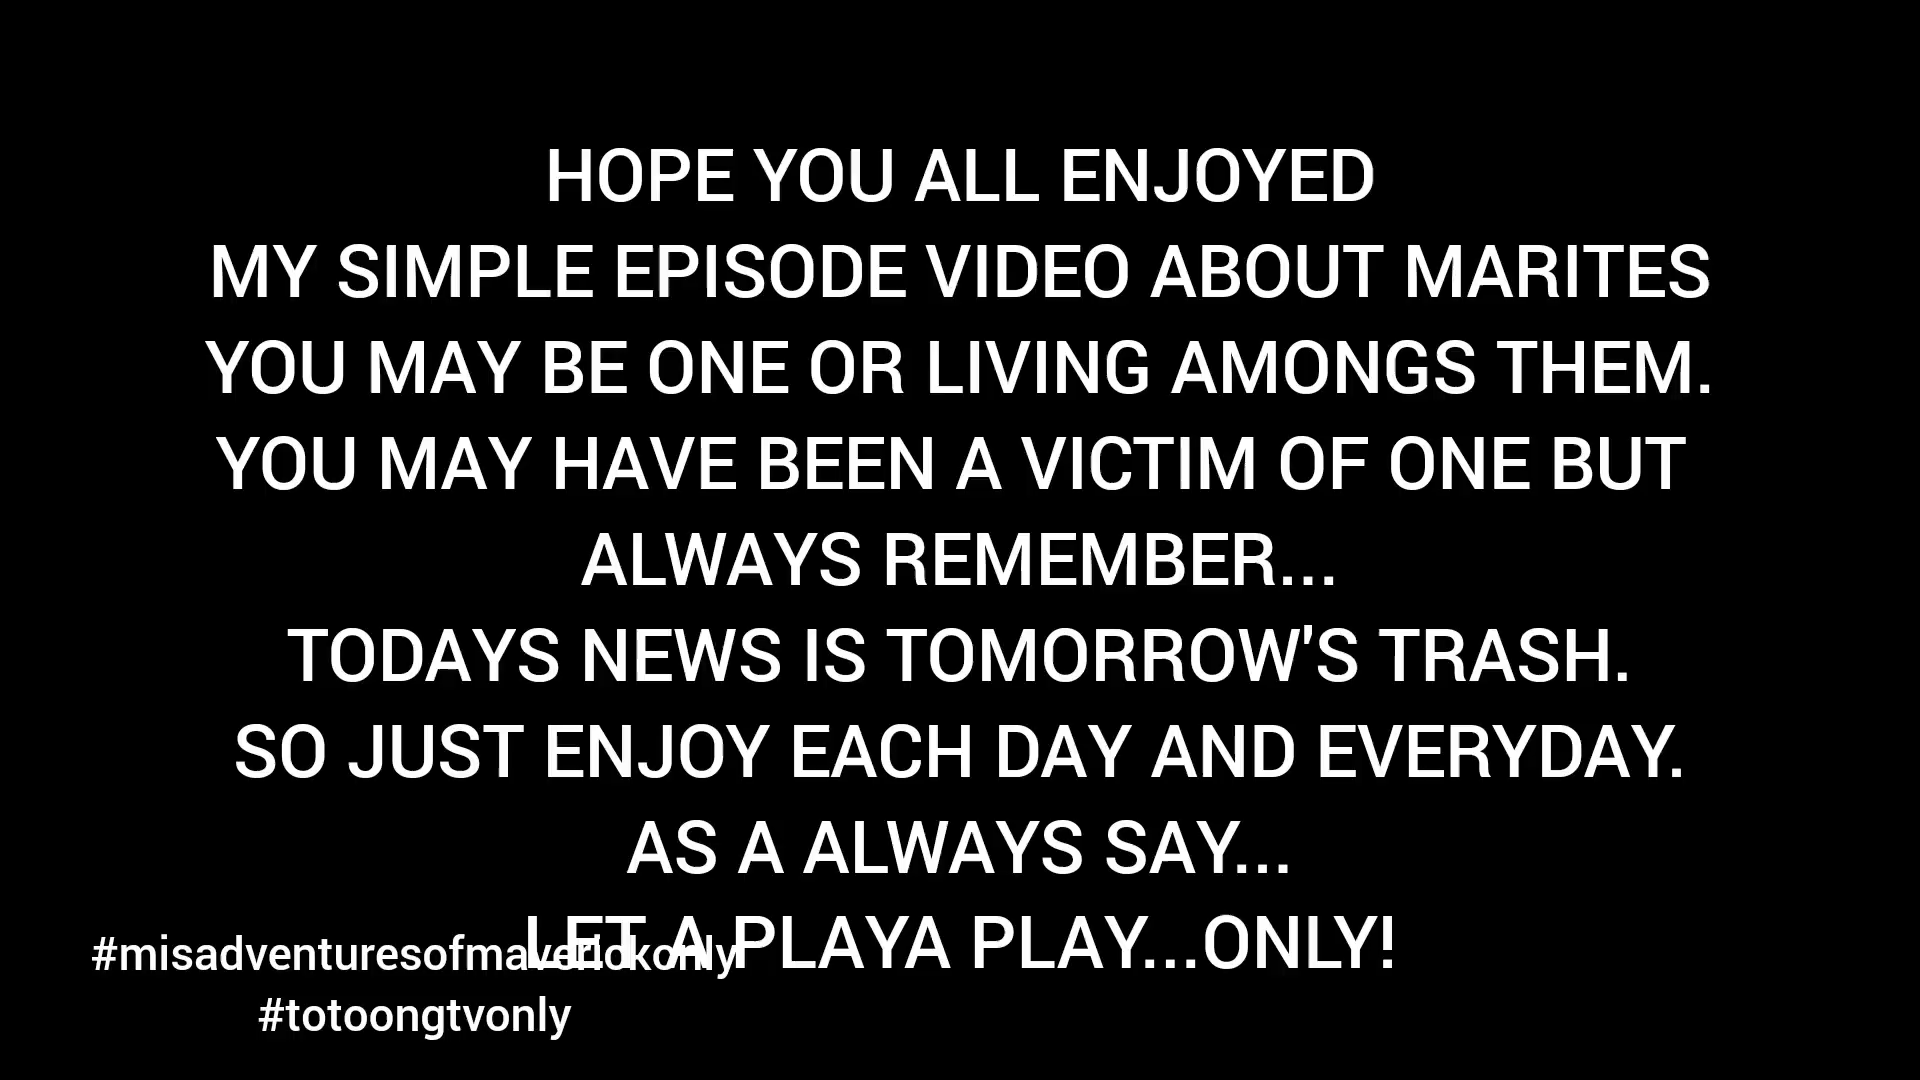 HOPE YOU ALL ENJOYED
MY SIMPLE EPISODE VIDEO ABOUT MARITES
YOU MAY BE ONE OR LIVING AMONGS THEM.
YOU MAY HAVE BEEN A VICTIM OF ONE BUT
ALWAYS REMEMBER...
TODAYS NEWS IS TOMORROW'S TRASH.
SO JUST ENJOY EACH DAY AND EVERYDAY.
AS A ALWAYS SAY...
LET A PLAYA PLAY...ONLY!
#misadventuresofmaverickonly
#totoongtvonly